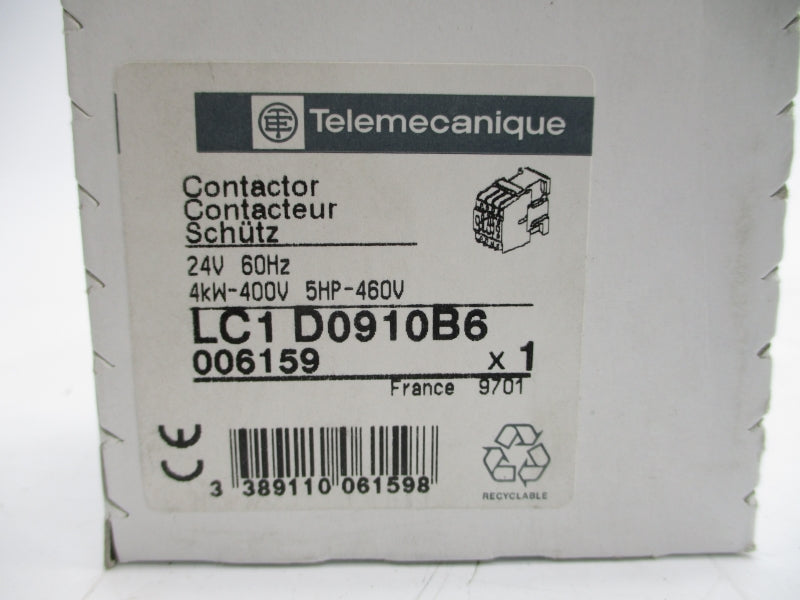 Telemecanique
Contactor
Contacteur
Schütz
24V 60Hz
4kW-400V 5HP-460V
LC1 D0910B6
006159 x 1
France 9701
CE
3 389110 061598
RECYCLABLE